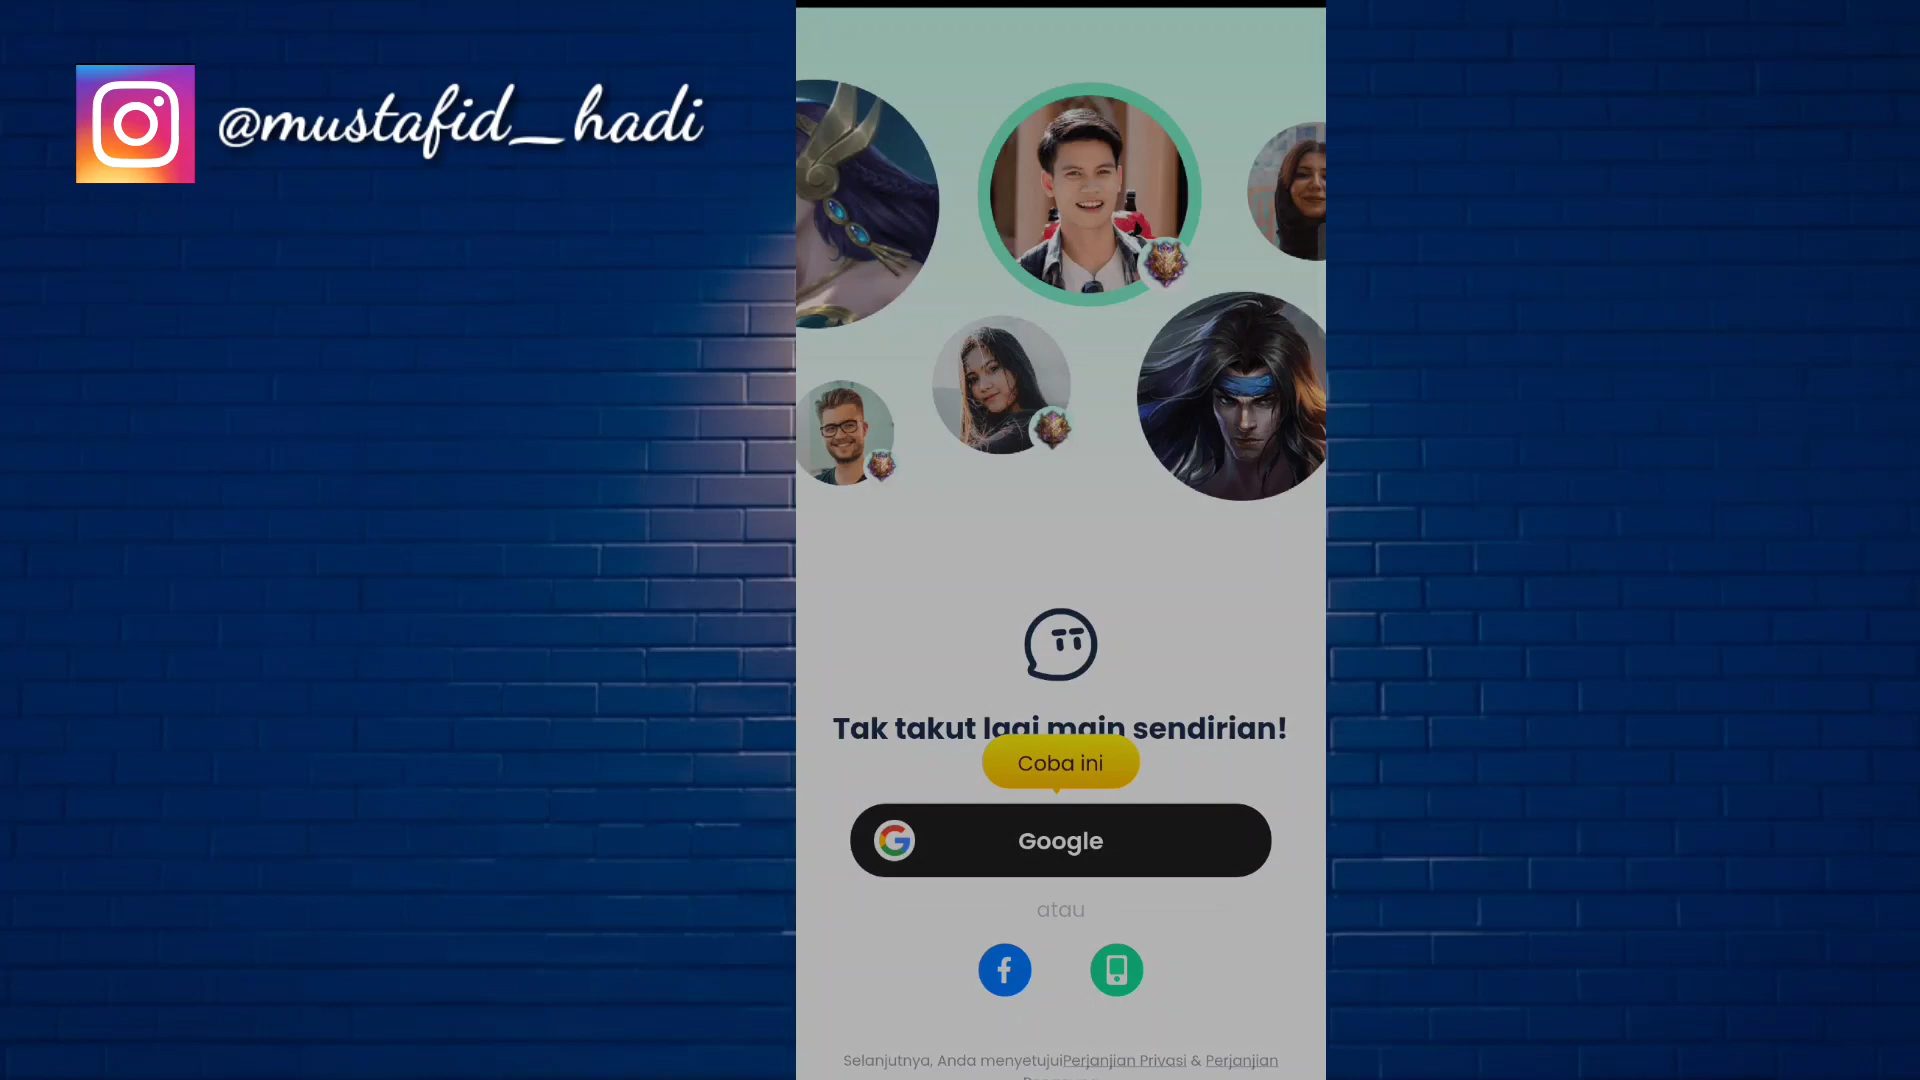 @mustafid_hadi
Tak takut lagi main sendirian!
Coba ini
Google
atau
Selanjutnya, Anda menyetujuiPerjanjian Privasi & Perjanjian